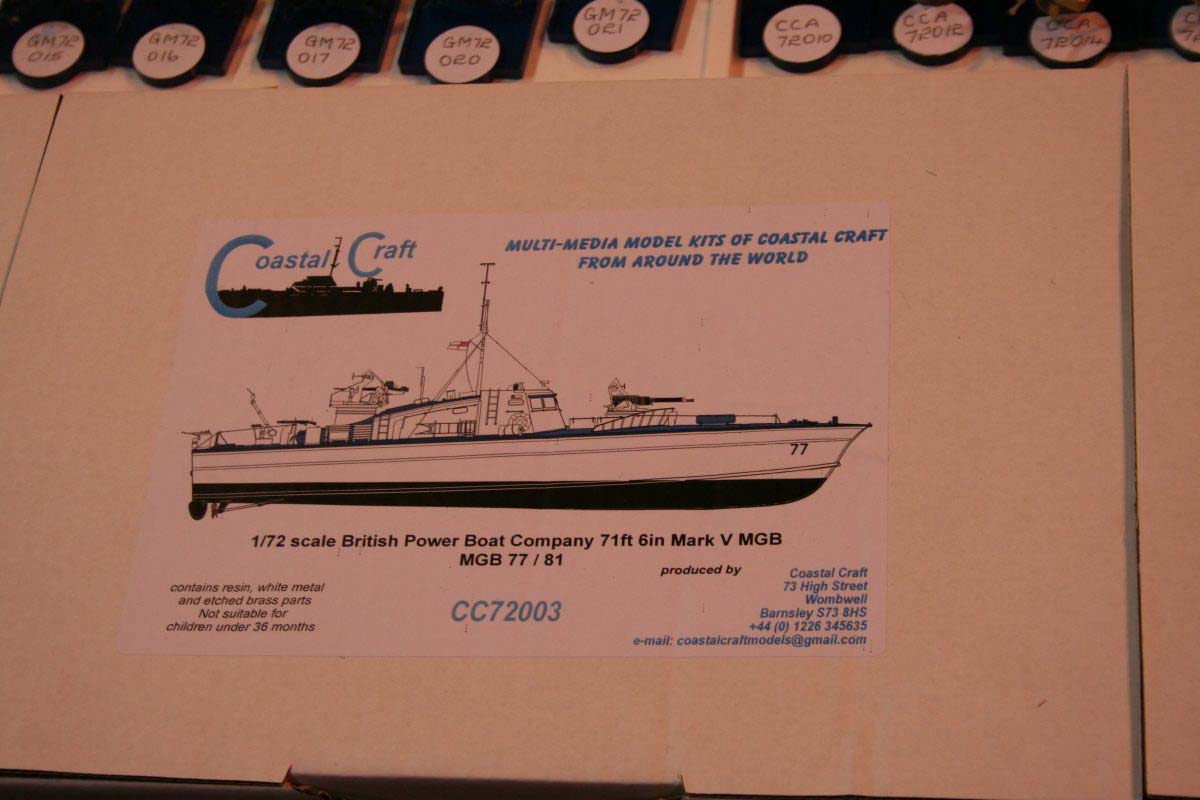 GM72
015
GM72
016
GM72
017
GM72
020
GM72
021
CCA
72010
CCA
72012
CCA
72014
Coastal Craft
MULTI-MEDIA MODEL KITS OF COASTAL CRAFT
FROM AROUND THE WORLD
77
1/72 scale British Power Boat Company 71ft 6in Mark V MGB
MGB 77 / 81
contains resin, white metal
and etched brass parts
Not suitable for
children under 36 months
CC72003
produced by
Coastal Craft
73 High Street
Wombwell
Barnsley S73 8HS
+44 (0) 1226 345635
e-mail: coastalcraftmodels@gmail.com